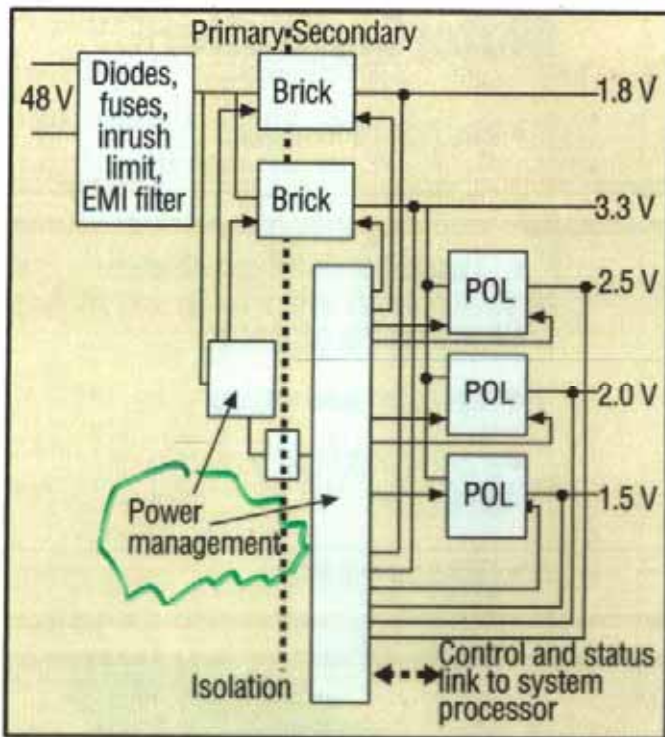 Primary Secondary
48 V
Diodes,
fuses,
inrush
limit,
EMI filter
Brick
1.8 V
Brick
3.3 V
POL
2.5 V
POL
2.0 V
POL
1.5 V
Power
management
Isolation
Control and status
link to system
processor